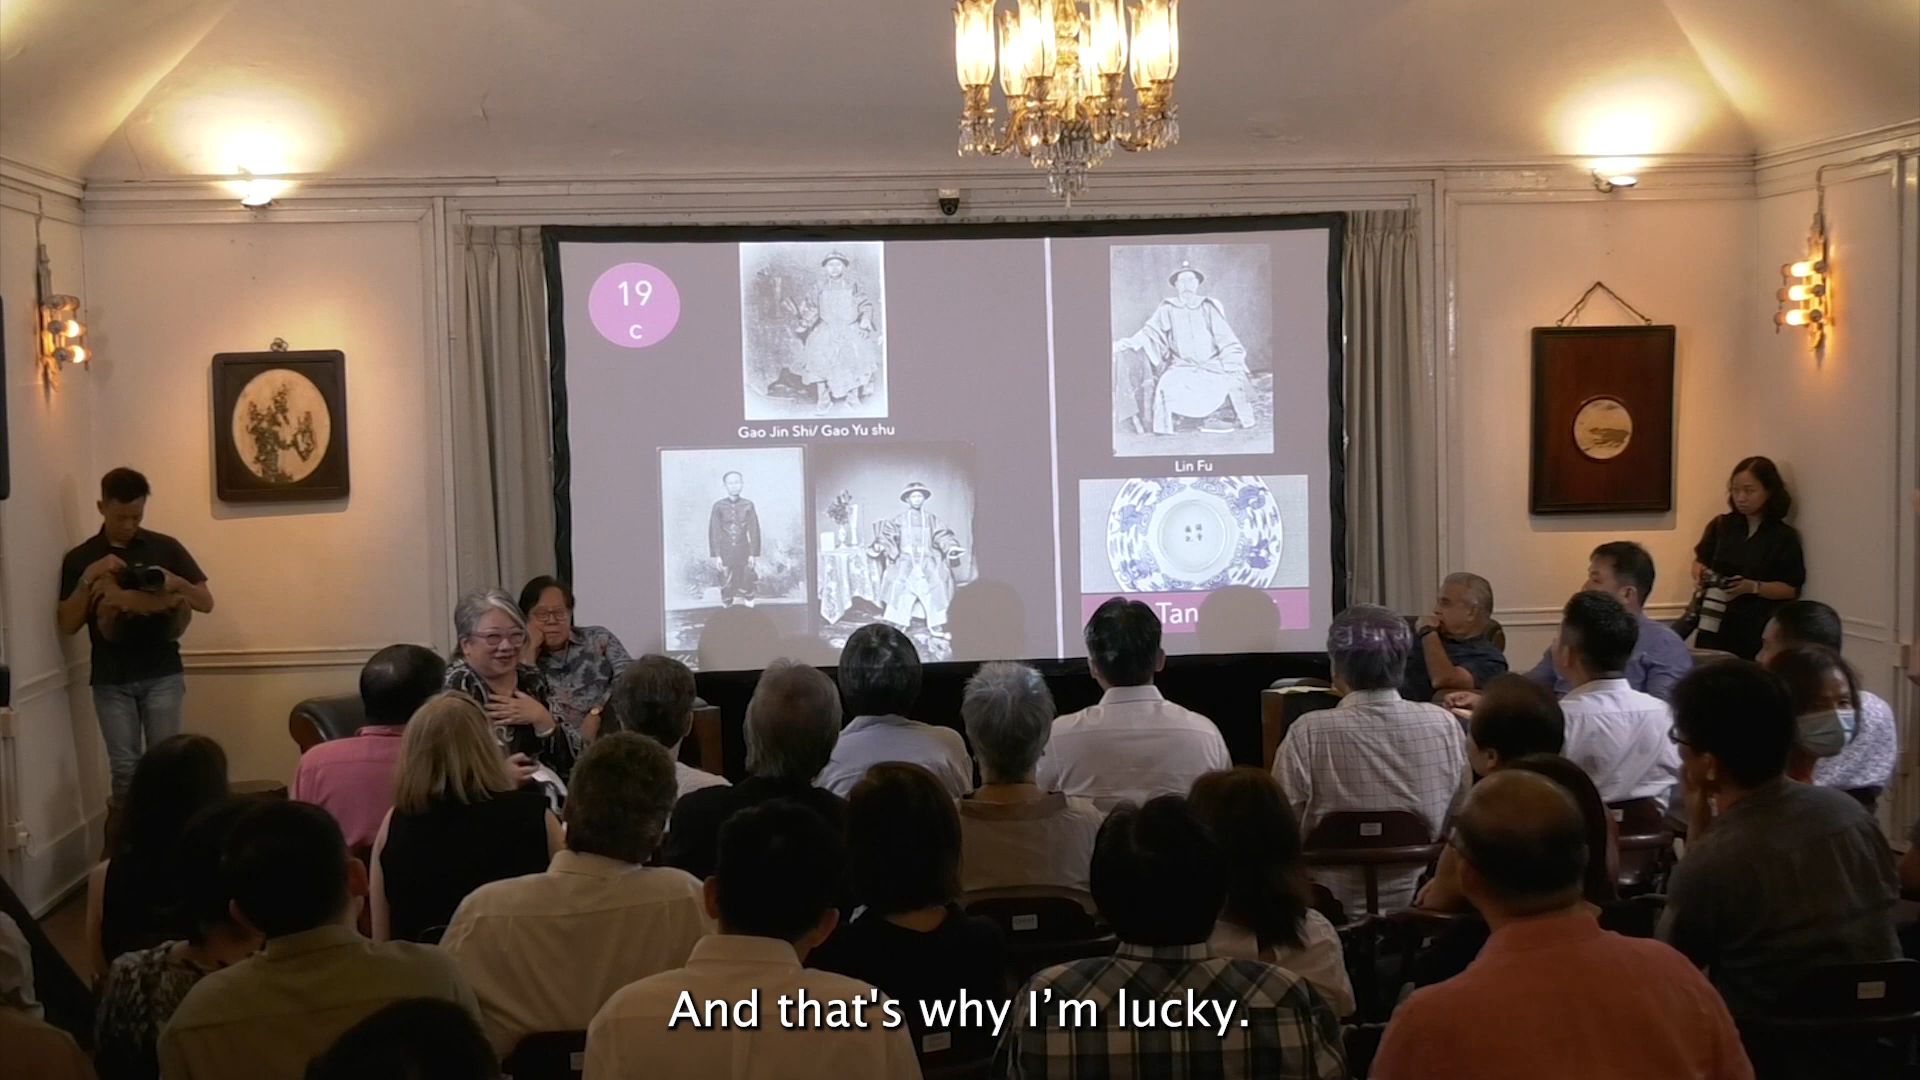 19
c
Gao Jin Shi/ Gao Yu shu
Lin Fu
Tan
And that's why I’m lucky.